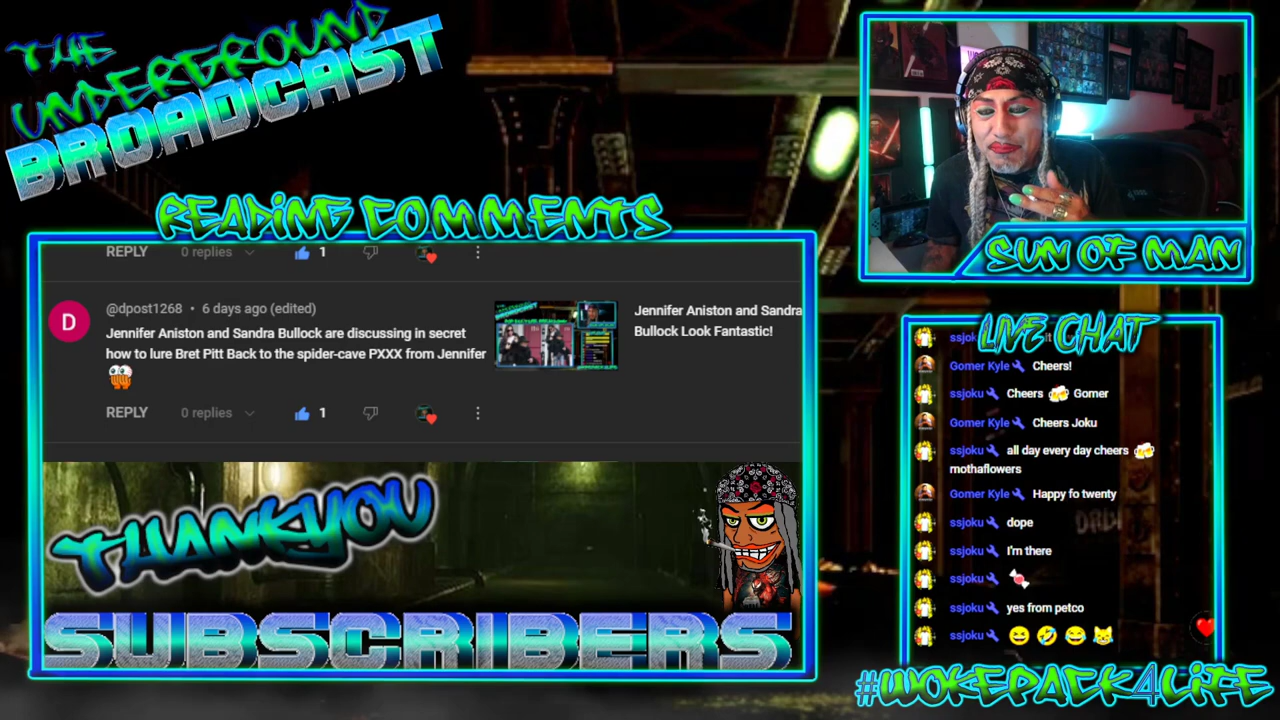 THE
UNDERGROUND
BROADCAST
READING COMMENTS
REPLY 0 replies 1
D
@dpost1268 • 6 days ago (edited)
Jennifer Aniston and Sandra Bullock are discussing in secret
how to lure Bret Pitt Back to the spider-cave PXXX from Jennifer
Jennifer Aniston and Sandra
Bullock Look Fantastic!
REPLY 0 replies 1
THANKYOU
SUBSCRIBERS
SUN OF MAN
LIVE CHAT
Gomer Kyle Cheers!
ssjoku Cheers 🍻 Gomer
Gomer Kyle Cheers Joku
ssjoku all day every day cheers 🍻
mothaflowers
Gomer Kyle Happy fo twenty
ssjoku dope
ssjoku I'm there
ssjoku 🍬
ssjoku yes from petco
ssjoku 😆 🤣 😂 😹
#WOKEPACK4LIFE